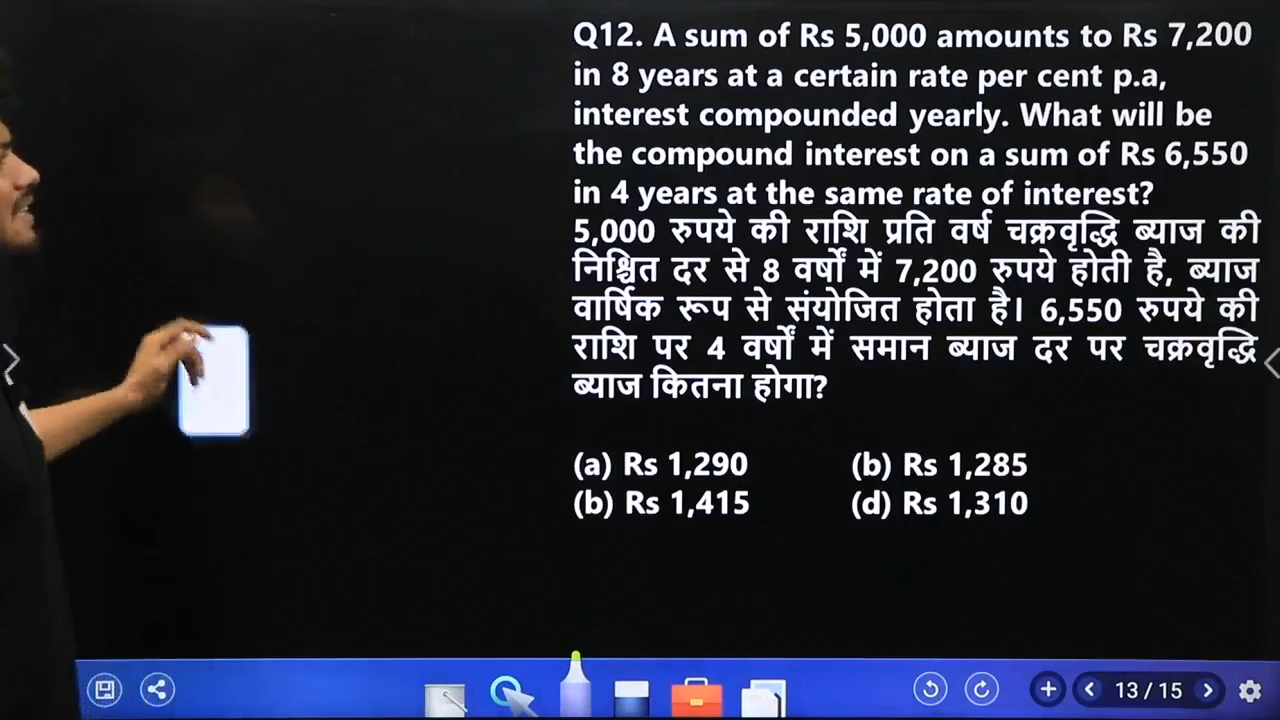 Q12. A sum of Rs 5,000 amounts to Rs 7,200
in 8 years at a certain rate per cent p.a,
interest compounded yearly. What will be
the compound interest on a sum of Rs 6,550
in 4 years at the same rate of interest?
5,000 रुपये की राशि प्रति वर्ष चक्रवृद्धि ब्याज की
निश्चित दर से 8 वर्षों में 7,200 रुपये होती है, ब्याज
वार्षिक रूप से संयोजित होता है। 6,550 रुपये की
राशि पर 4 वर्षों में समान ब्याज दर पर चक्रवृद्धि
ब्याज कितना होगा?
(a) Rs 1,290 (b) Rs 1,285
(b) Rs 1,415 (d) Rs 1,310
13 / 15